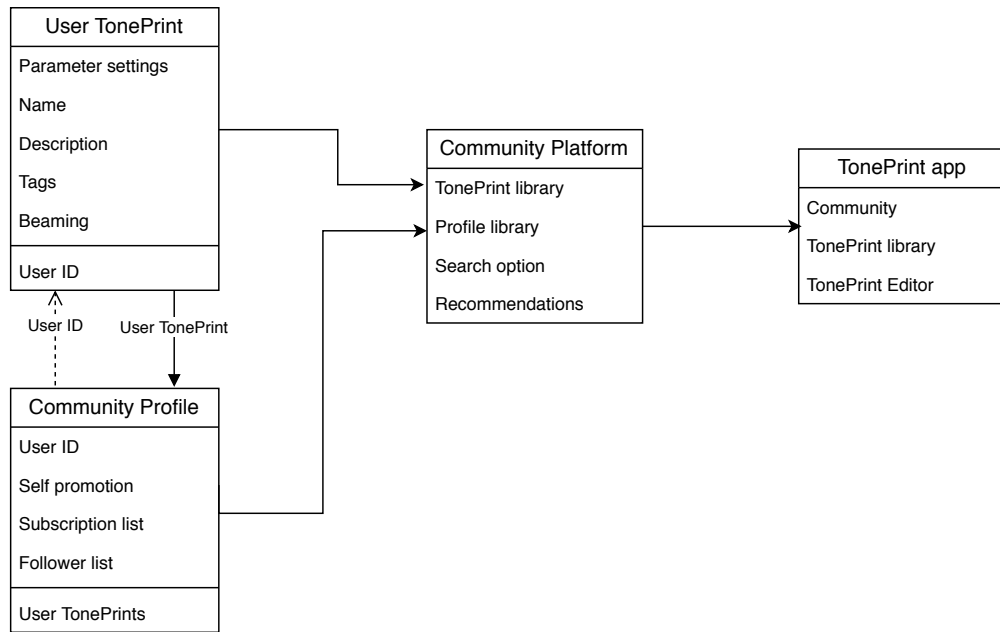 User TonePrint
Parameter settings
Name
Description
Tags
Beaming
User ID
User ID
User TonePrint
Community Profile
User ID
Self promotion
Subscription list
Follower list
User TonePrints
Community Platform
TonePrint library
Profile library
Search option
Recommendations
TonePrint app
Community
TonePrint library
TonePrint Editor